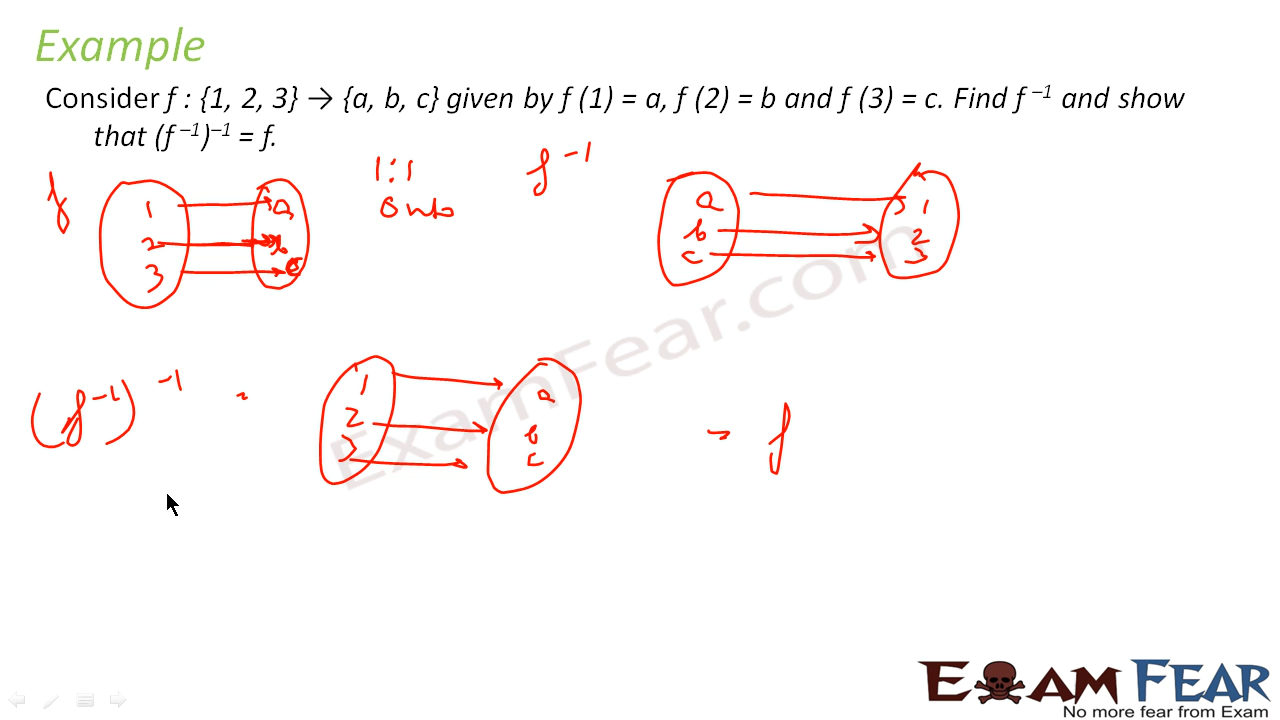 Example
Consider f : {1, 2, 3} → {a, b, c} given by f (1) = a, f (2) = b and f (3) = c. Find f⁻¹ and show
that (f⁻¹)⁻¹ = f.
f 1 a 1:1 f⁻¹ a 1
2 b Onto b 2
3 c c 3
ExamFear.com
(f⁻¹)⁻¹ = 1 a = f
2 b
3 c
EXAM FEAR
No more fear from Exam